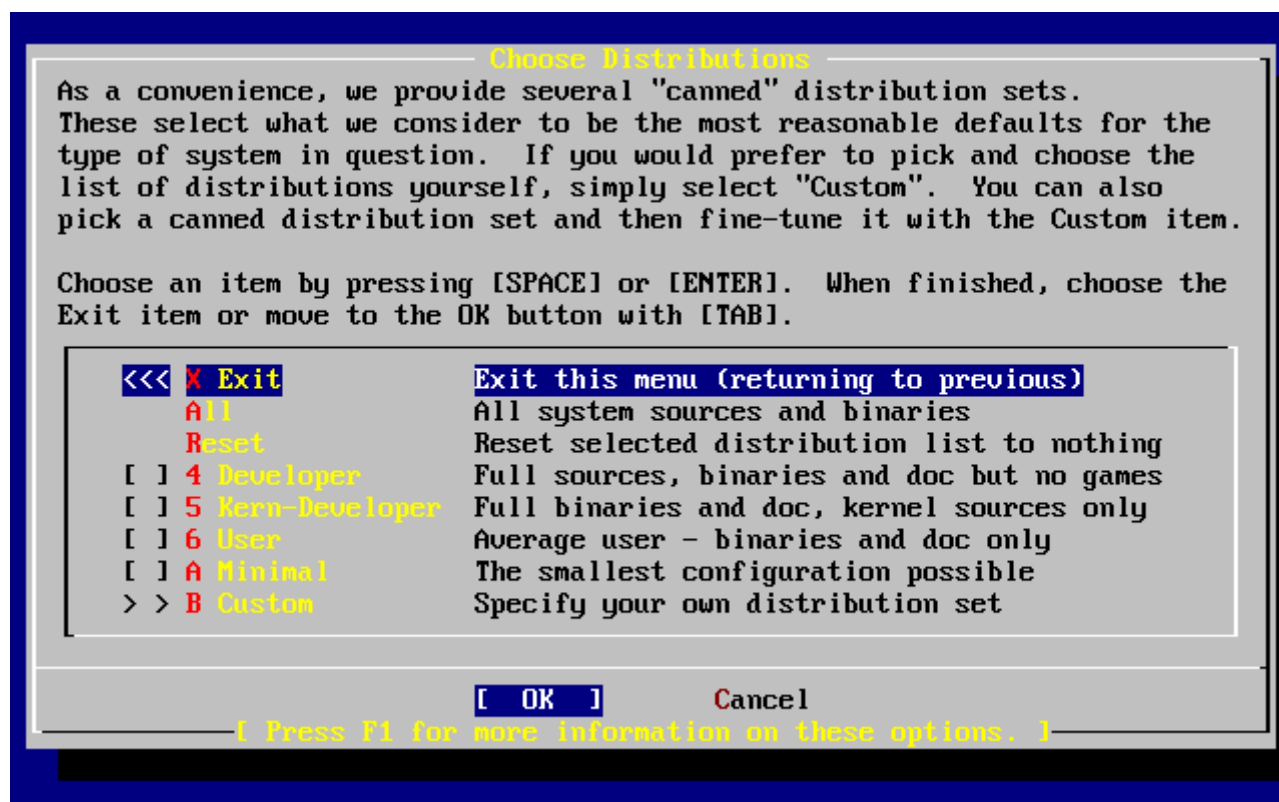 Choose Distributions
As a convenience, we provide several "canned" distribution sets.
These select what we consider to be the most reasonable defaults for the
type of system in question.  If you would prefer to pick and choose the
list of distributions yourself, simply select "Custom".  You can also
pick a canned distribution set and then fine-tune it with the Custom item.
Choose an item by pressing [SPACE] or [ENTER].  When finished, choose the
Exit item or move to the OK button with [TAB].
<<< X Exit Exit this menu (returning to previous)
All All system sources and binaries
Reset Reset selected distribution list to nothing
[ ] 4 Developer Full sources, binaries and doc but no games
[ ] 5 Kern-Developer Full binaries and doc, kernel sources only
[ ] 6 User Average user - binaries and doc only
[ ] A Minimal The smallest configuration possible
> > B Custom Specify your own distribution set
[ OK ] Cancel
[ Press F1 for more information on these options. ]